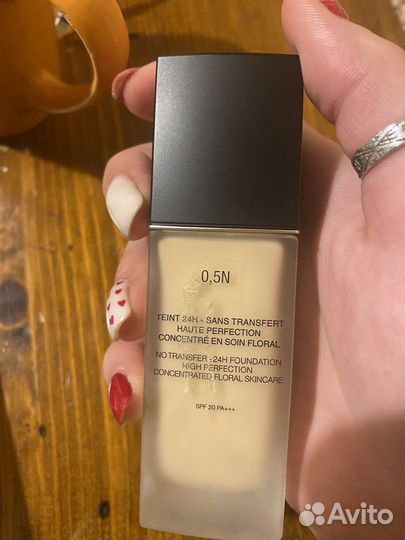 0,5N
TEINT 24H - SANS TRANSFERT
HAUTE PERFECTION
CONCENTRÉ EN SOIN FLORAL
NO TRANSFER - 24H FOUNDATION
HIGH PERFECTION
CONCENTRATED FLORAL SKINCARE
SPF 20 PA+++
Avito